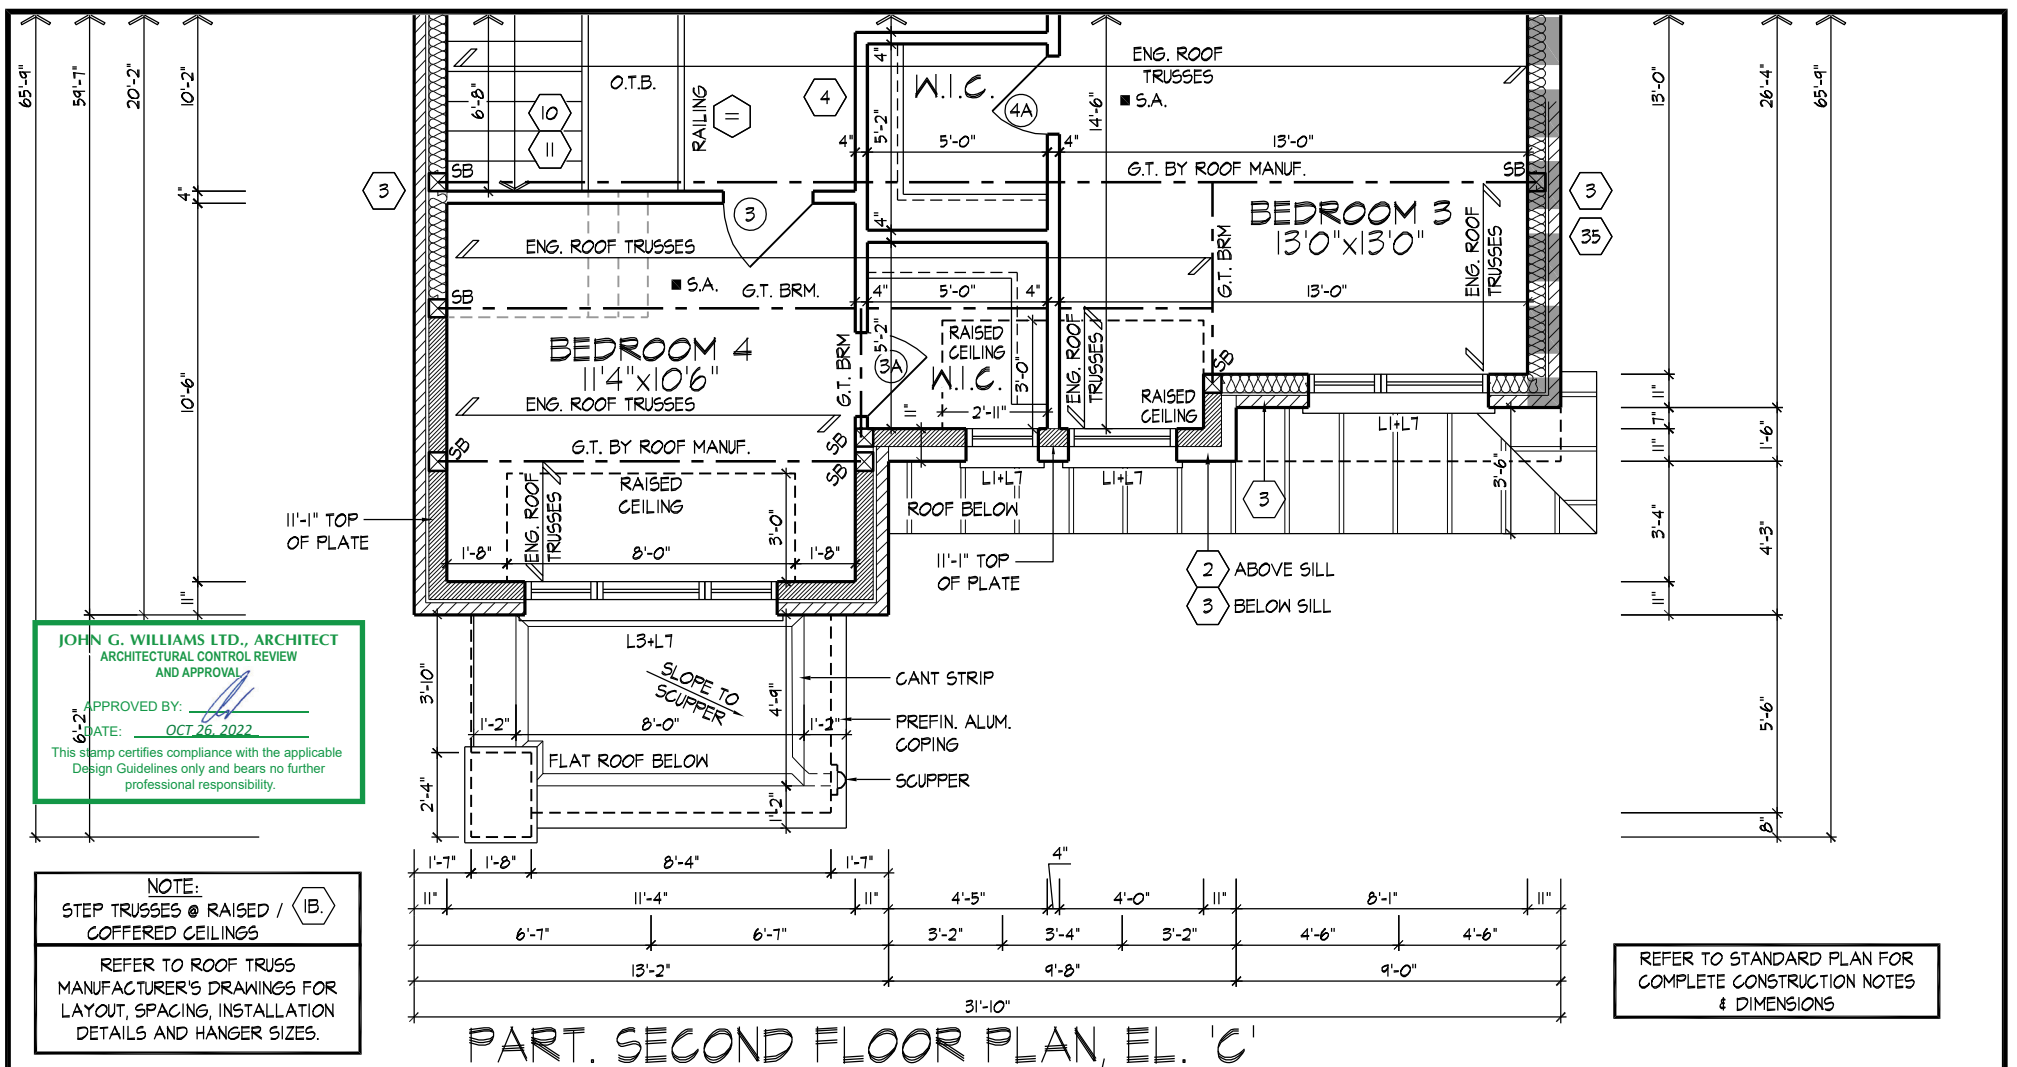 65'-9"
59'-7"
20'-2"
10'-2"
6'-8"
O.T.B.
RAILING
10
11
11
4
4"
W.I.C.
4A
5'-2"
4"
5'-0"
4"
14'-6"
ENG. ROOF
TRUSSES
S.A.
13'-0"
G.T. BY ROOF MANUF.
SB
SB
13'-0"
26'-4"
65'-9"
3
3
35
4"
3
4"
BEDROOM 3
13'0"x13'0"
ENG. ROOF
TRUSSES
G.T. BRM
ENG. ROOF TRUSSES
S.A.
G.T. BRM.
SB
4"
5'-0"
4"
13'-0"
5'-2"
RAISED
CEILING
W.I.C.
3A
3'-0"
2'-11"
11"
ENG. ROOF
TRUSSES
RAISED
CEILING
SB
BEDROOM 4
11'4"x10'6"
ENG. ROOF TRUSSES
G.T. BRM
10'-6"
G.T. BY ROOF MANUF.
SB
SB
SB
11"
7"
11"
1'-6"
L1+L7
3'-6"
L1+L7
L1+L7
ROOF BELOW
3
RAISED
CEILING
ENG. ROOF
TRUSSES
3'-0"
1'-8"
8'-0"
1'-8"
11'-1" TOP
OF PLATE
11'-1" TOP
OF PLATE
2
ABOVE SILL
3
BELOW SILL
3'-4"
4'-3"
11"
11"
JOHN G. WILLIAMS LTD., ARCHITECT
ARCHITECTURAL CONTROL REVIEW
AND APPROVAL
APPROVED BY:
DATE: OCT 26, 2022
This stamp certifies compliance with the applicable
Design Guidelines only and bears no further
professional responsibility.
6'-2"
L3+L7
SLOPE TO
SCUPPER
3'-10"
4'-9"
1'-2"
8'-0"
1'-2"
FLAT ROOF BELOW
2'-4"
1'-2"
CANT STRIP
PREFIN. ALUM.
COPING
SCUPPER
5'-6"
8"
1'-7"
1'-8"
8'-4"
1'-7"
4"
11"
11'-4"
11"
4'-5"
4'-0"
11"
8'-1"
11"
6'-7"
6'-7"
3'-2"
3'-4"
3'-2"
4'-6"
4'-6"
13'-2"
9'-8"
9'-0"
31'-10"
NOTE:
STEP TRUSSES @ RAISED / 1B.
COFFERED CEILINGS
REFER TO ROOF TRUSS
MANUFACTURER'S DRAWINGS FOR
LAYOUT, SPACING, INSTALLATION
DETAILS AND HANGER SIZES.
REFER TO STANDARD PLAN FOR
COMPLETE CONSTRUCTION NOTES
& DIMENSIONS
PART. SECOND FLOOR PLAN, EL. 'C'